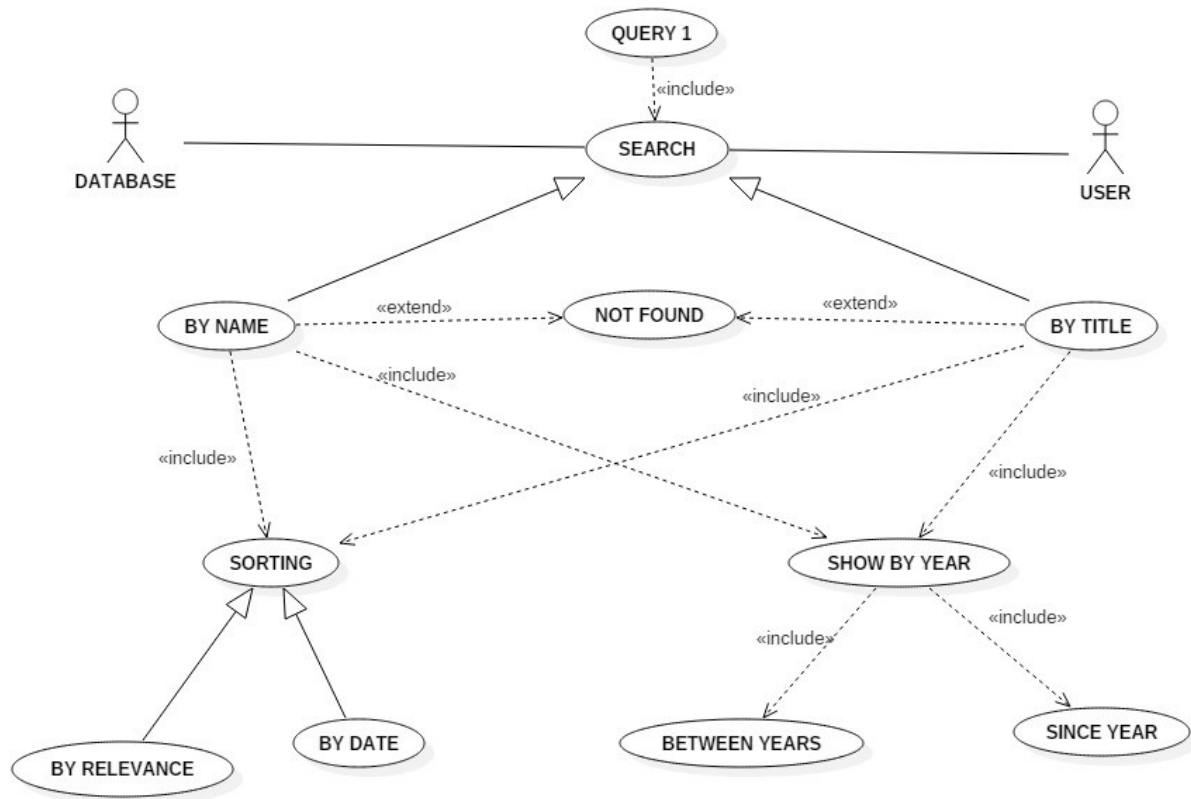 QUERY 1
«include»
SEARCH
DATABASE
USER
BY NAME
«extend»
NOT FOUND
«extend»
BY TITLE
«include»
«include»
«include»
«include»
SORTING
SHOW BY YEAR
«include»
«include»
BY RELEVANCE
BY DATE
BETWEEN YEARS
SINCE YEAR